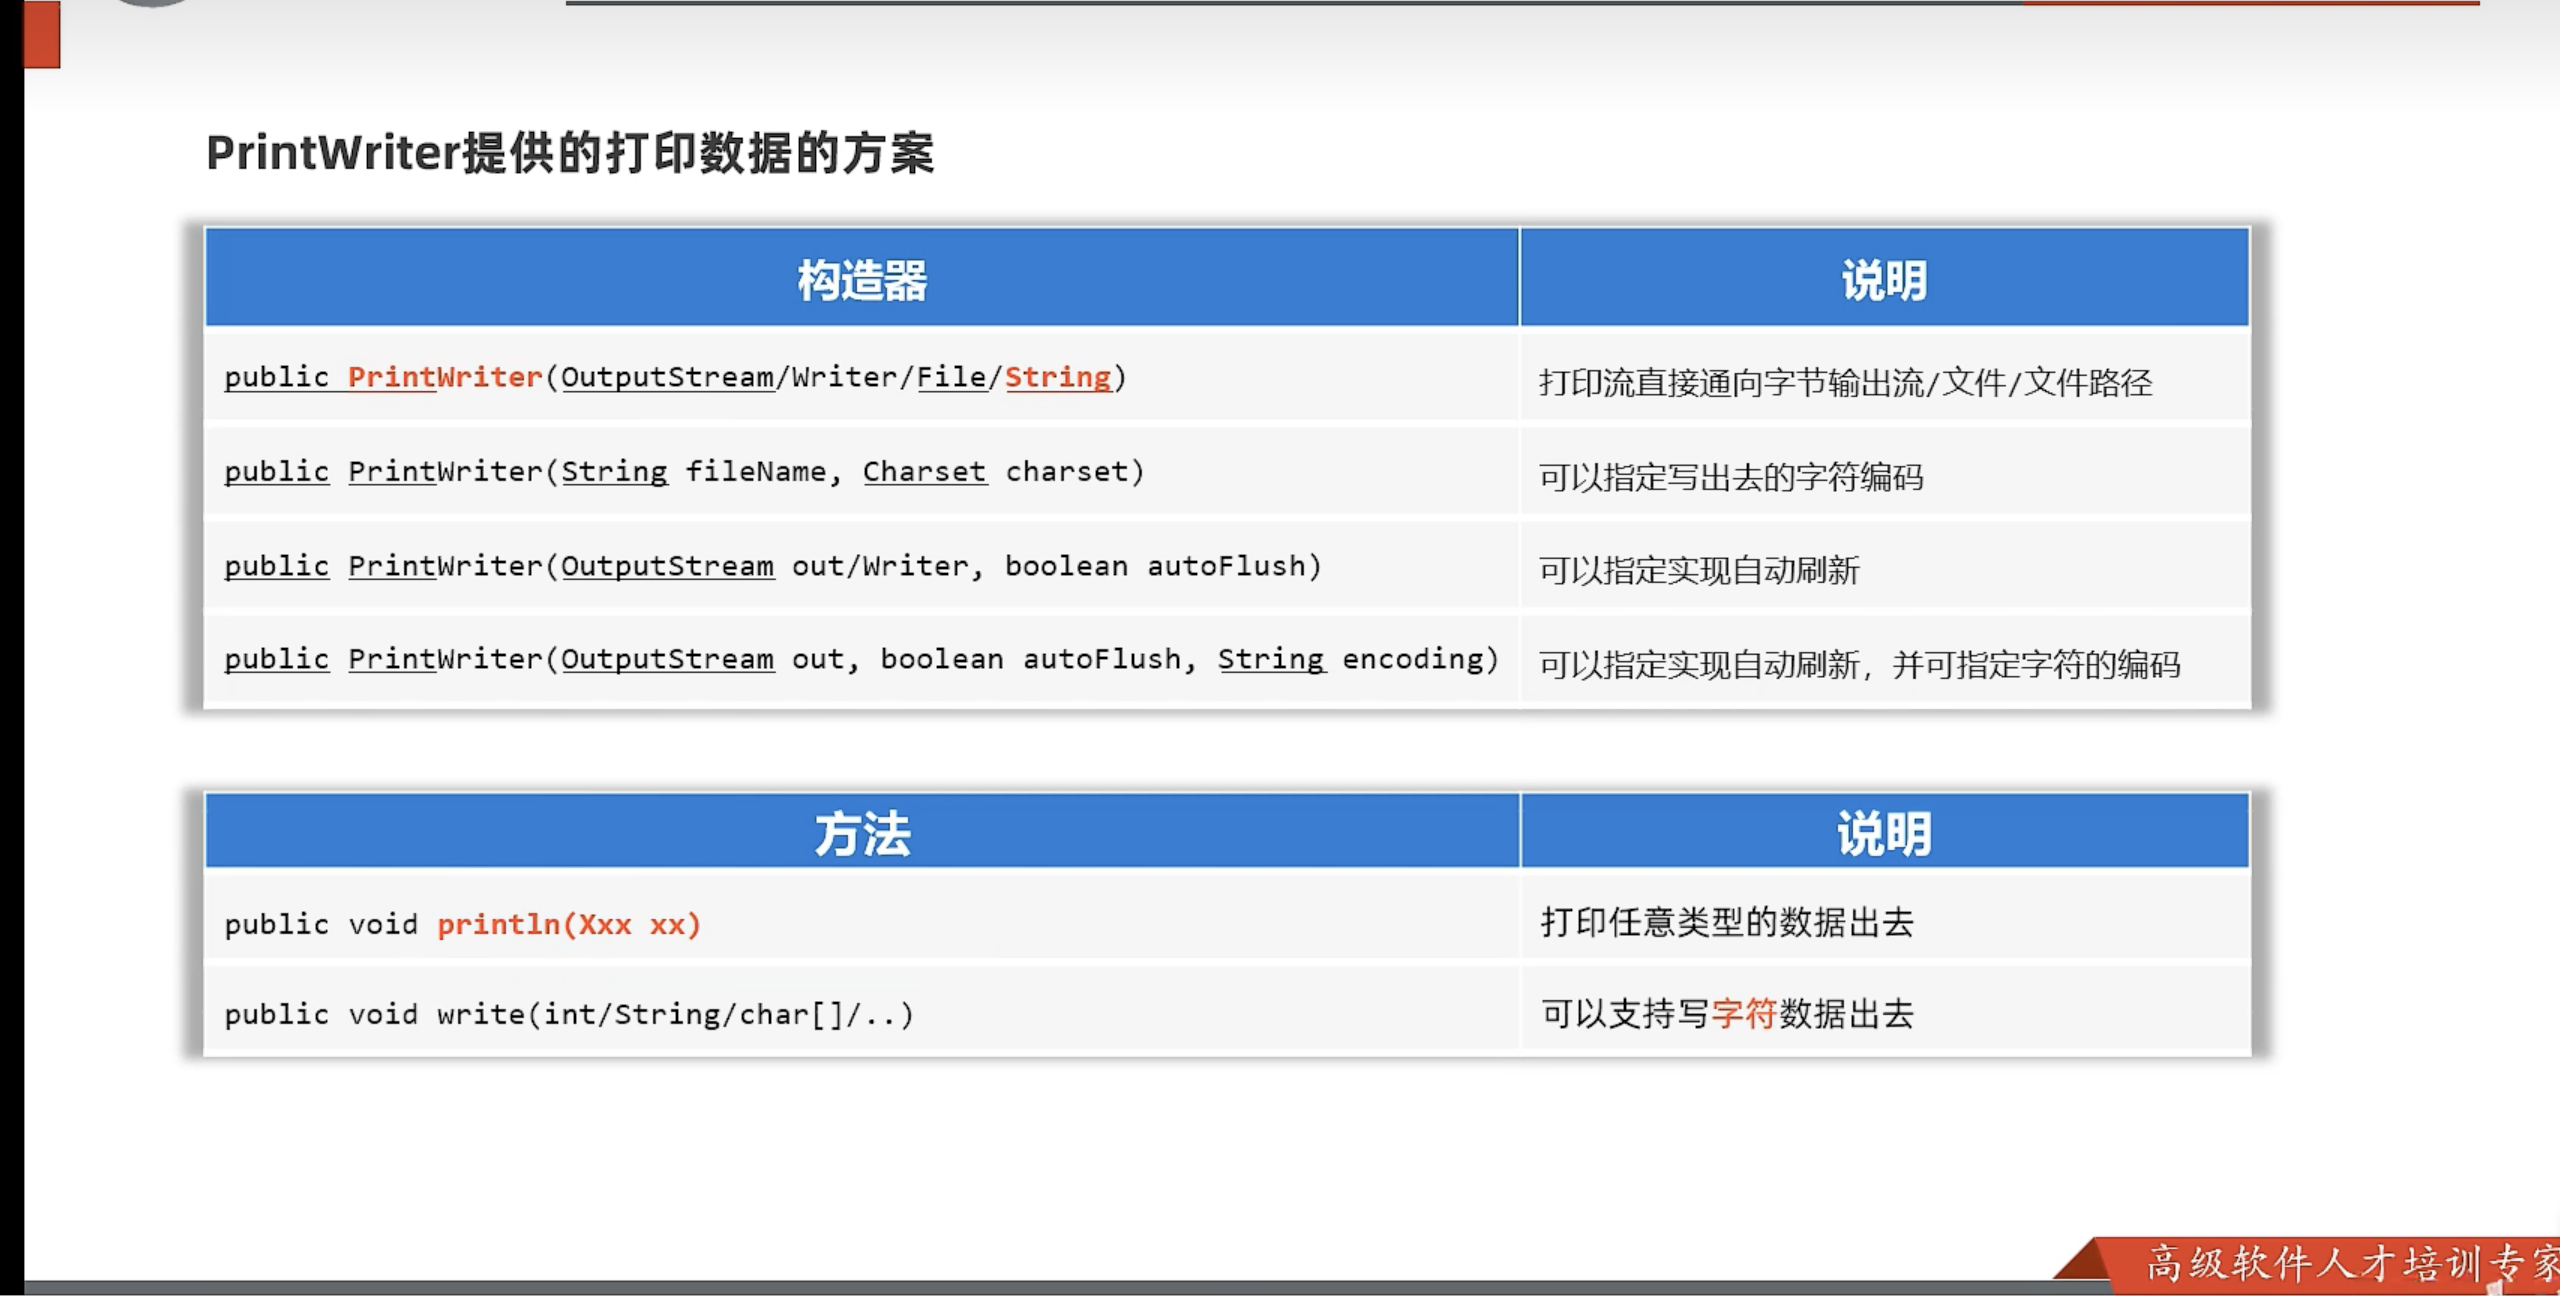 PrintWriter提供的打印数据的方案
构造器 说明
public PrintWriter(OutputStream/Writer/File/String) 打印流直接通向字节输出流/文件/文件路径
public PrintWriter(String fileName, Charset charset) 可以指定写出去的字符编码
public PrintWriter(OutputStream out/Writer, boolean autoFlush) 可以指定实现自动刷新
public PrintWriter(OutputStream out, boolean autoFlush, String encoding) 可以指定实现自动刷新，并可指定字符的编码
方法 说明
public void println(Xxx xx) 打印任意类型的数据出去
public void write(int/String/char[]/..) 可以支持写字符数据出去
高级软件人才培训专家